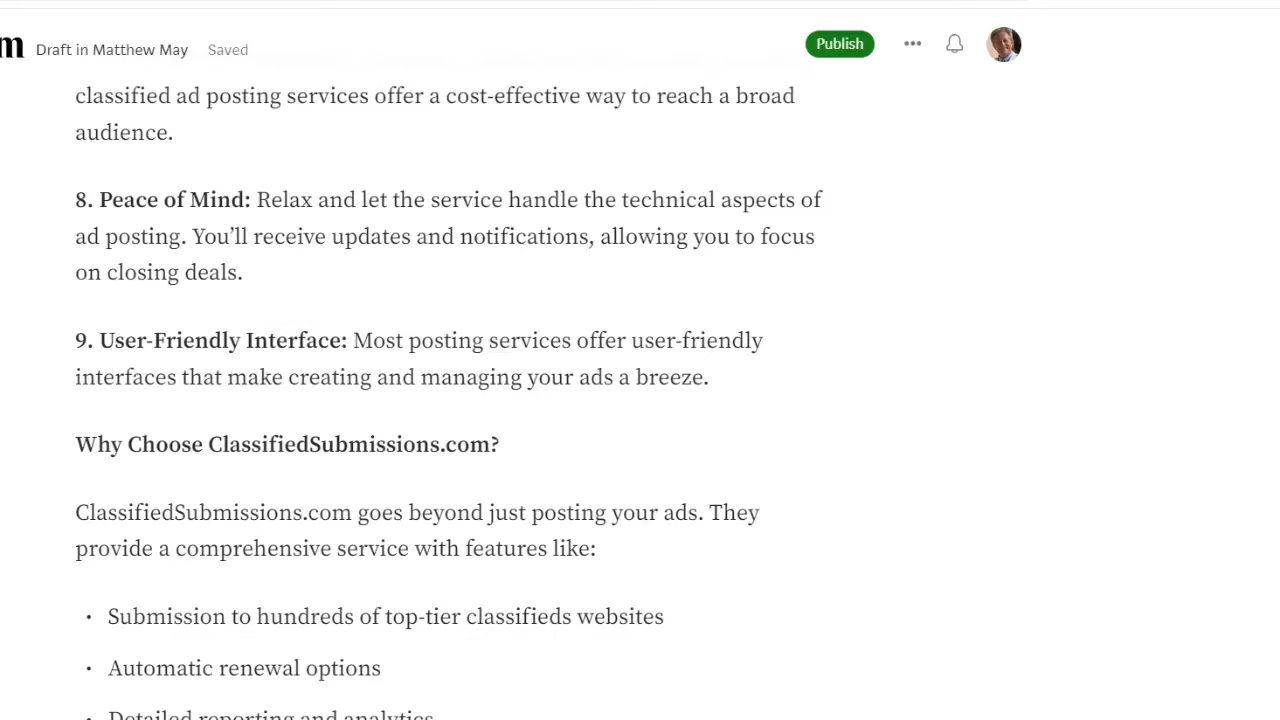 m Draft in Matthew May Saved Publish
classified ad posting services offer a cost-effective way to reach a broad
audience.
8. Peace of Mind: Relax and let the service handle the technical aspects of
ad posting. You’ll receive updates and notifications, allowing you to focus
on closing deals.
9. User-Friendly Interface: Most posting services offer user-friendly
interfaces that make creating and managing your ads a breeze.
Why Choose ClassifiedSubmissions.com?
ClassifiedSubmissions.com goes beyond just posting your ads. They
provide a comprehensive service with features like:
• Submission to hundreds of top-tier classifieds websites
• Automatic renewal options
• Detailed reporting and analytics